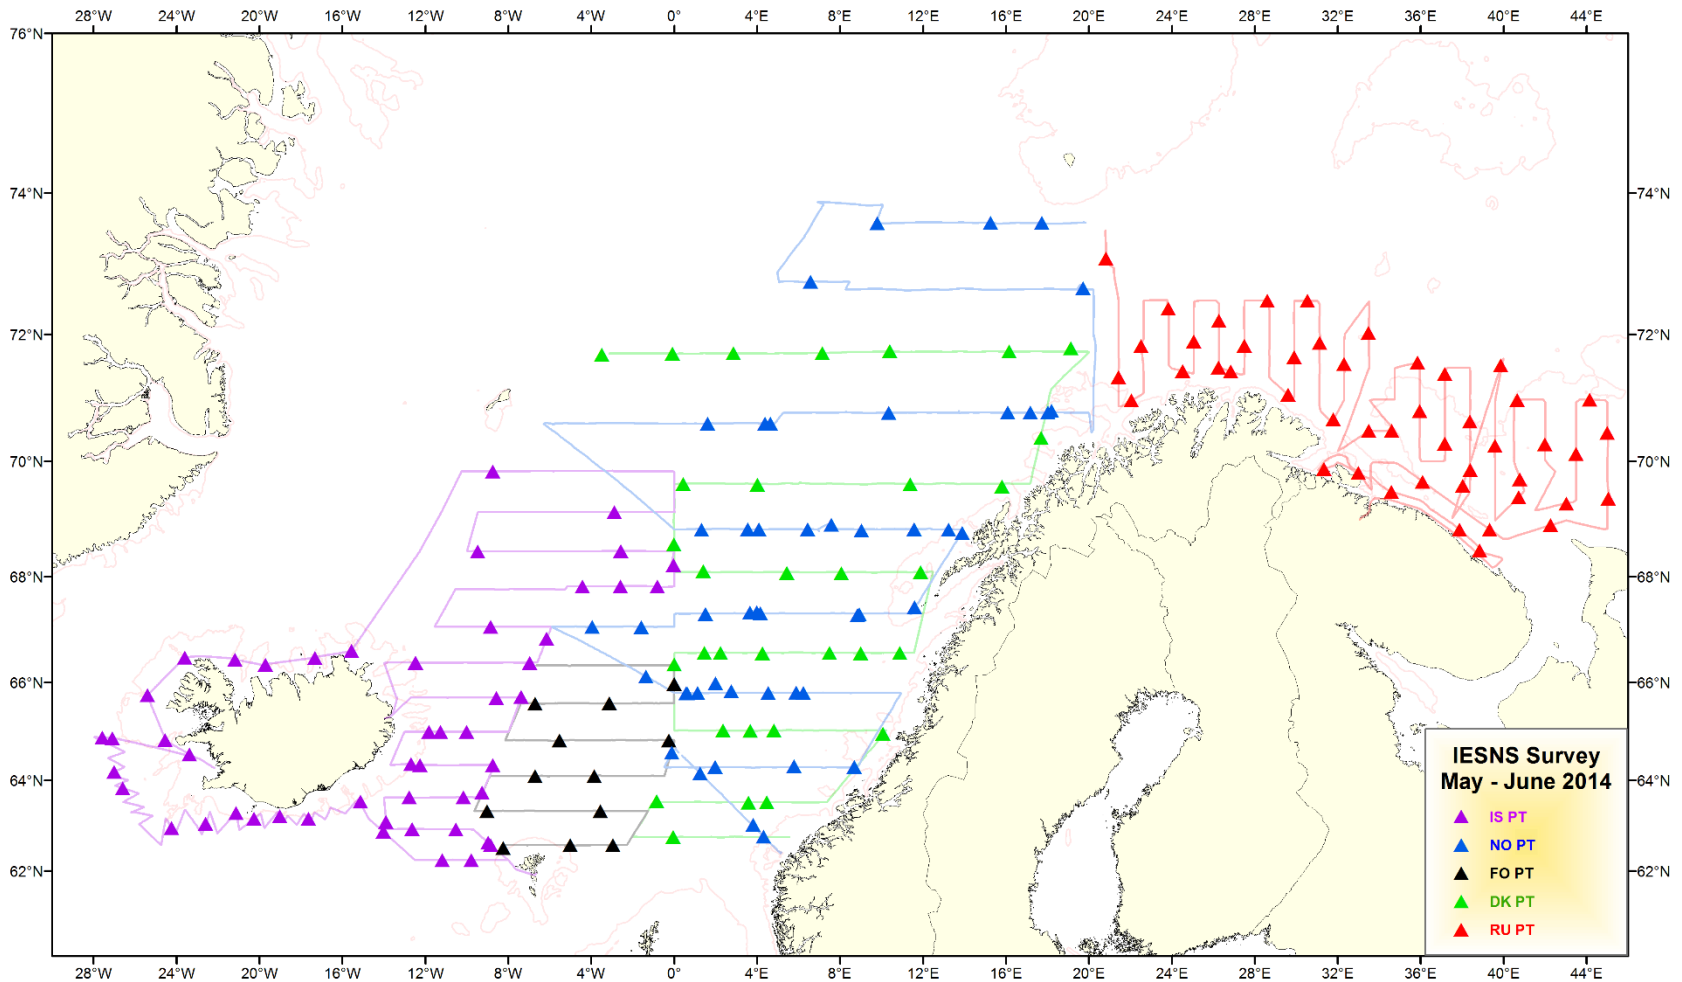 28°W 24°W 20°W 16°W 12°W 8°W 4°W 0° 4°E 8°E 12°E 16°E 20°E 24°E 28°E 32°E 36°E 40°E 44°E
76°N
74°N 74°N
72°N 72°N
70°N 70°N
68°N 68°N
66°N 66°N
64°N 64°N
62°N 62°N
IESNS Survey
May - June 2014
IS PT
NO PT
FO PT
DK PT
RU PT
28°W 24°W 20°W 16°W 12°W 8°W 4°W 0° 4°E 8°E 12°E 16°E 20°E 24°E 28°E 32°E 36°E 40°E 44°E